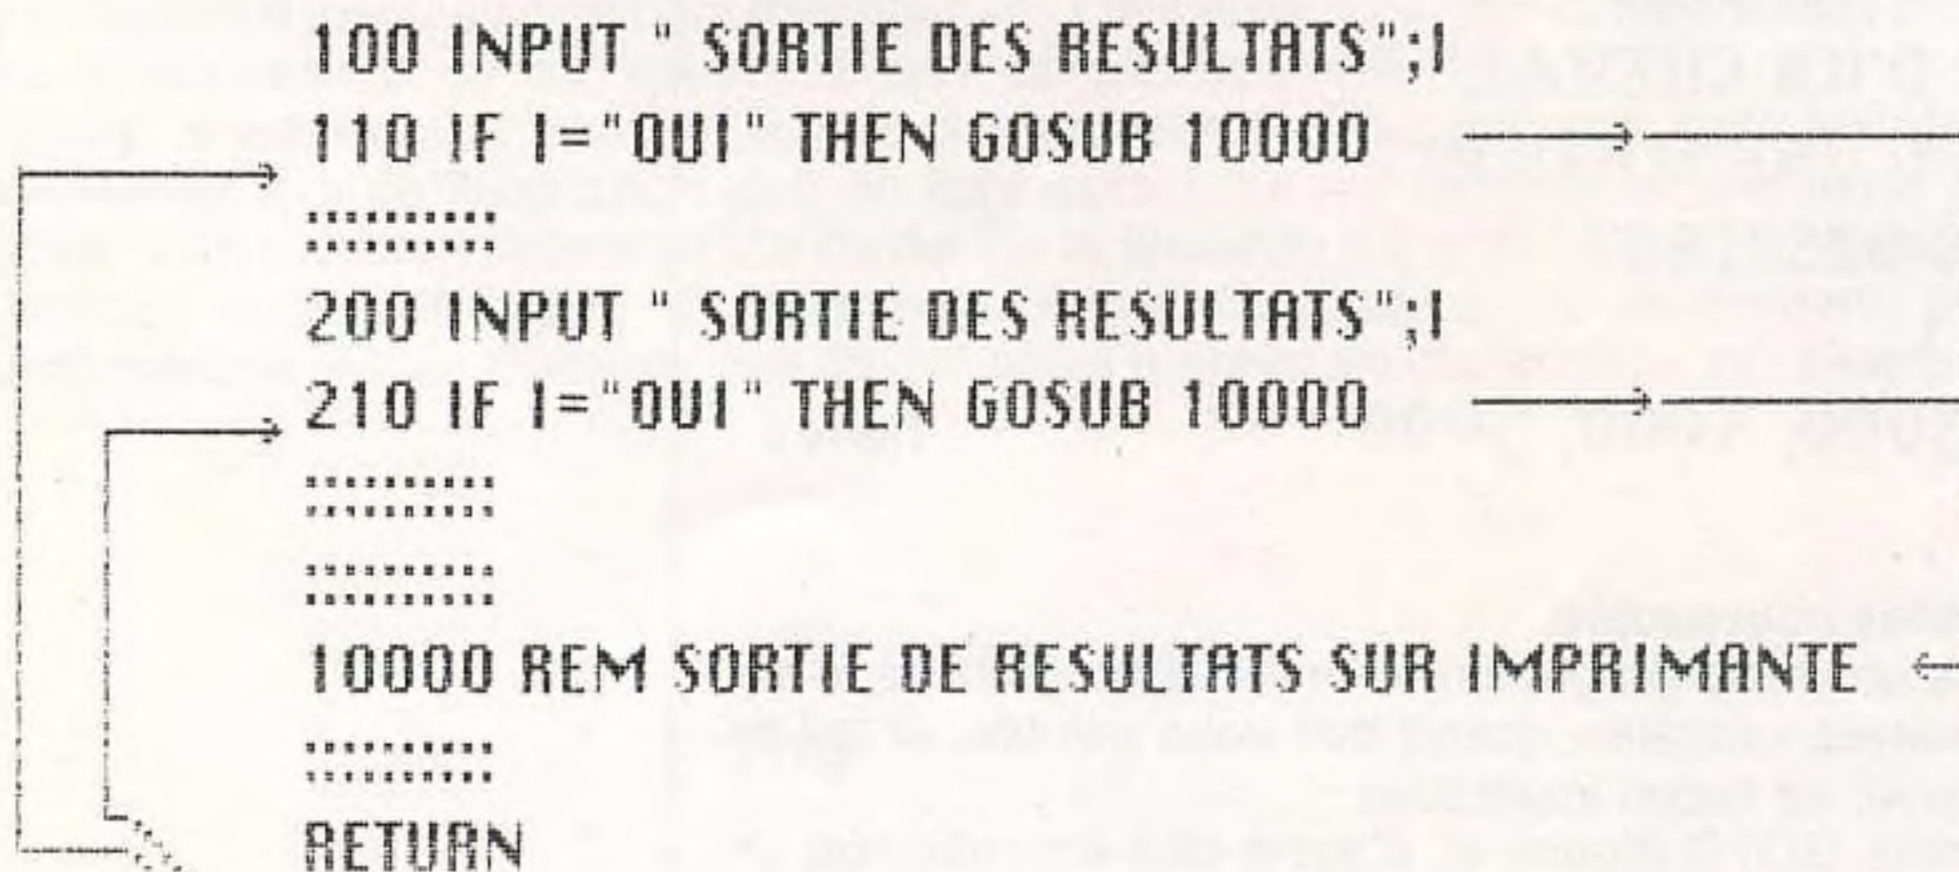 100 INPUT " SORTIE DES RESULTATS";I
110 IF I="OUI" THEN GOSUB 10000
::::::::::
200 INPUT " SORTIE DES RESULTATS";I
210 IF I="OUI" THEN GOSUB 10000
::::::::::
::::::::::
10000 REM SORTIE DE RESULTATS SUR IMPRIMANTE
::::::::::
RETURN